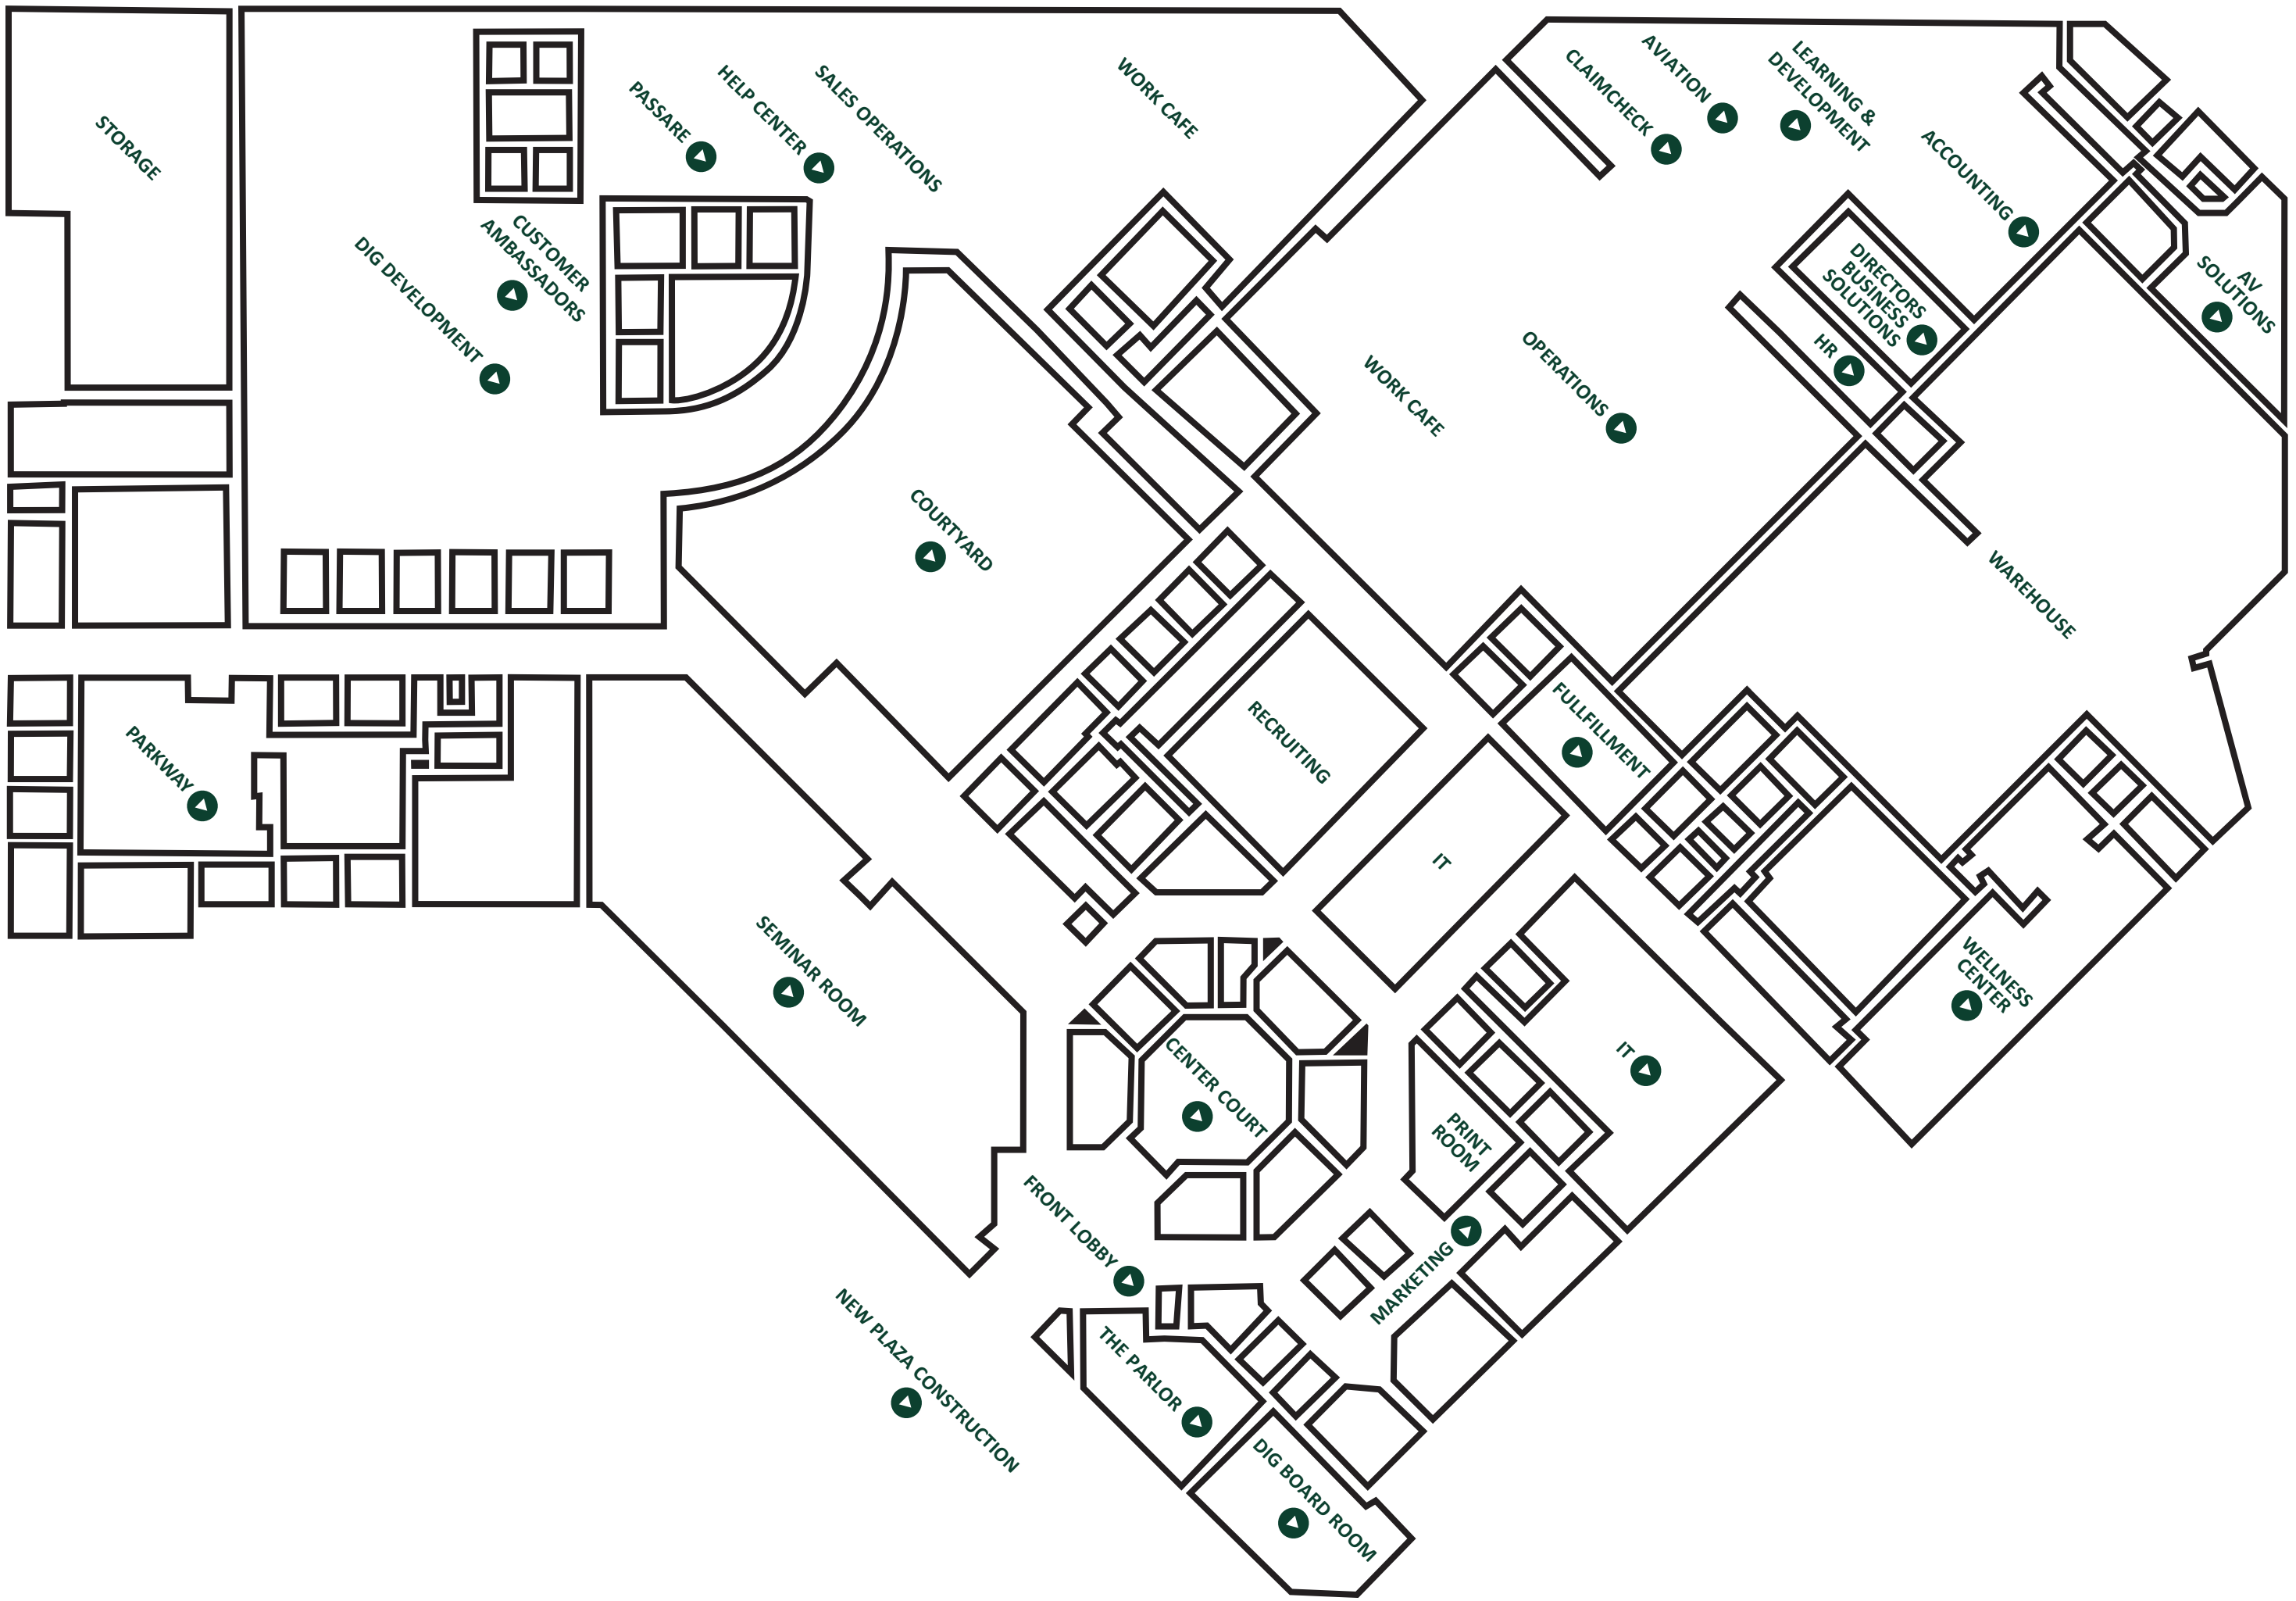 STORAGE
PASSARE
HELP CENTER
SALES OPERATIONS
WORK CAFE
CLAIMCHECK
AVIATION
LEARNING &
DEVELOPMENT
ACCOUNTING
DIG DEVELOPMENT
CUSTOMER
AMBASSADORS
DIRECTORS
BUSINESS
SOLUTIONS
HR
AV
SOLUTIONS
WORK CAFE
OPERATIONS
COURTYARD
WAREHOUSE
PARKWAY
RECRUITING
FULLFILLMENT
IT
SEMINAR ROOM
WELLNESS
CENTER
CENTER COURT
IT
PRINT
ROOM
FRONT LOBBY
MARKETING
NEW PLAZA CONSTRUCTION
THE PARLOR
DIG BOARD ROOM